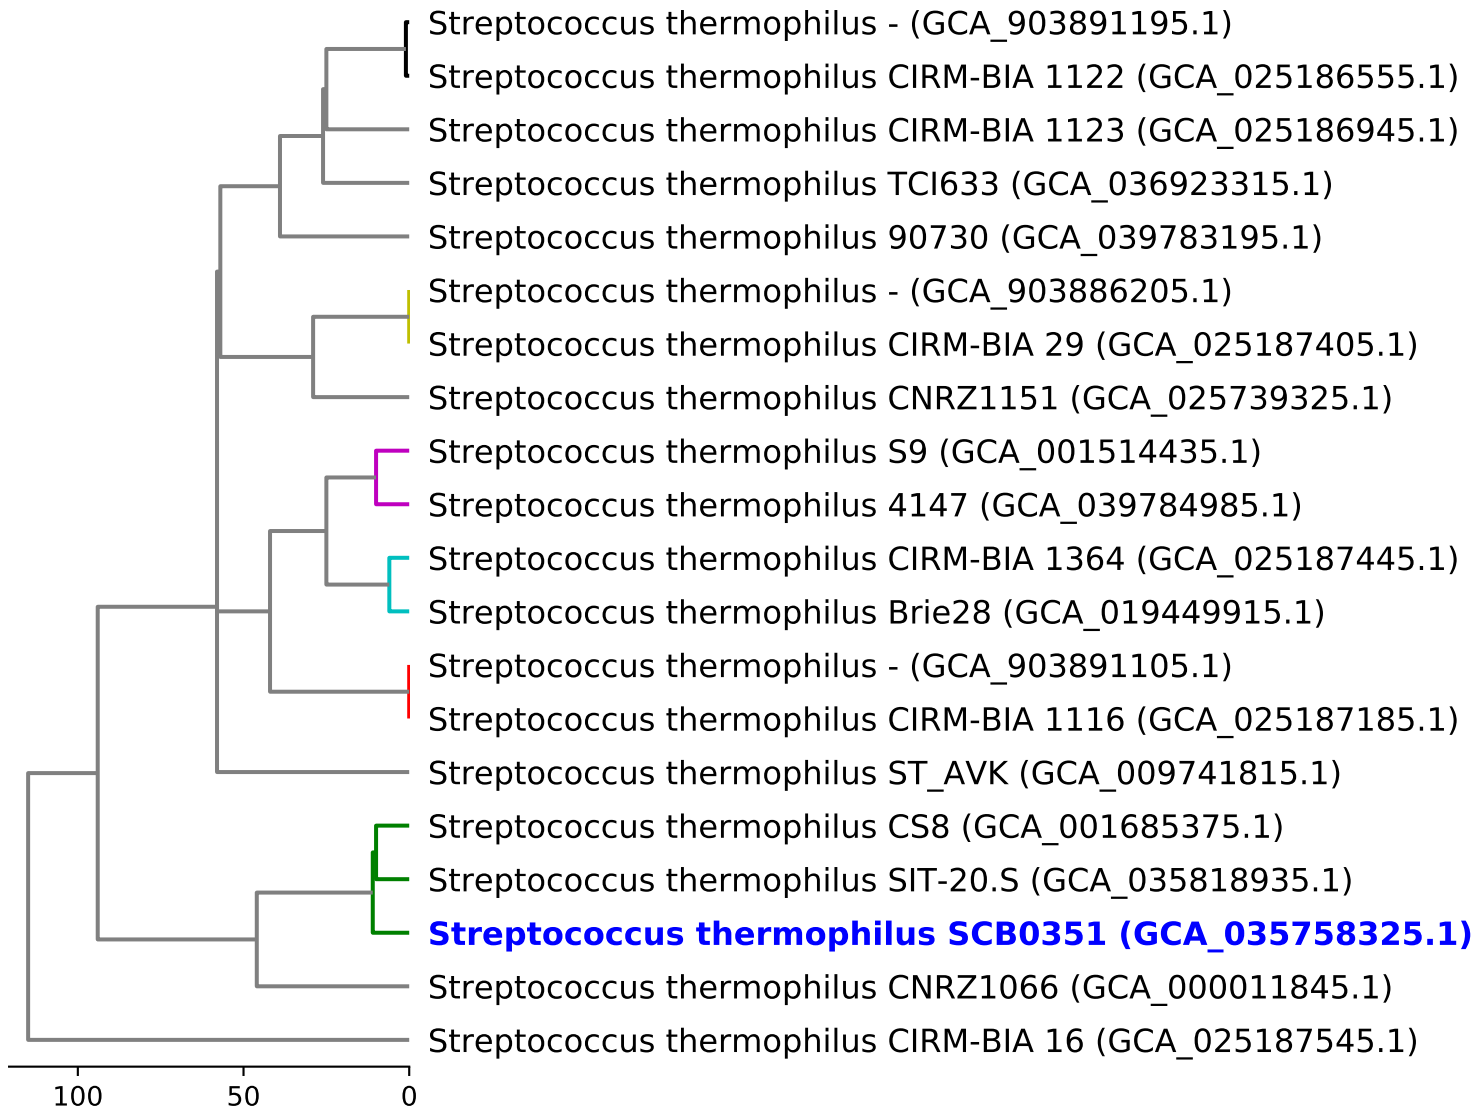 Streptococcus thermophilus - (GCA_903891195.1)
Streptococcus thermophilus CIRM-BIA 1122 (GCA_025186555.1)
Streptococcus thermophilus CIRM-BIA 1123 (GCA_025186945.1)
Streptococcus thermophilus TCI633 (GCA_036923315.1)
Streptococcus thermophilus 90730 (GCA_039783195.1)
Streptococcus thermophilus - (GCA_903886205.1)
Streptococcus thermophilus CIRM-BIA 29 (GCA_025187405.1)
Streptococcus thermophilus CNRZ1151 (GCA_025739325.1)
Streptococcus thermophilus S9 (GCA_001514435.1)
Streptococcus thermophilus 4147 (GCA_039784985.1)
Streptococcus thermophilus CIRM-BIA 1364 (GCA_025187445.1)
Streptococcus thermophilus Brie28 (GCA_019449915.1)
Streptococcus thermophilus - (GCA_903891105.1)
Streptococcus thermophilus CIRM-BIA 1116 (GCA_025187185.1)
Streptococcus thermophilus ST_AVK (GCA_009741815.1)
Streptococcus thermophilus CS8 (GCA_001685375.1)
Streptococcus thermophilus SIT-20.S (GCA_035818935.1)
Streptococcus thermophilus SCB0351 (GCA_035758325.1)
Streptococcus thermophilus CNRZ1066 (GCA_000011845.1)
Streptococcus thermophilus CIRM-BIA 16 (GCA_025187545.1)
100 50 0